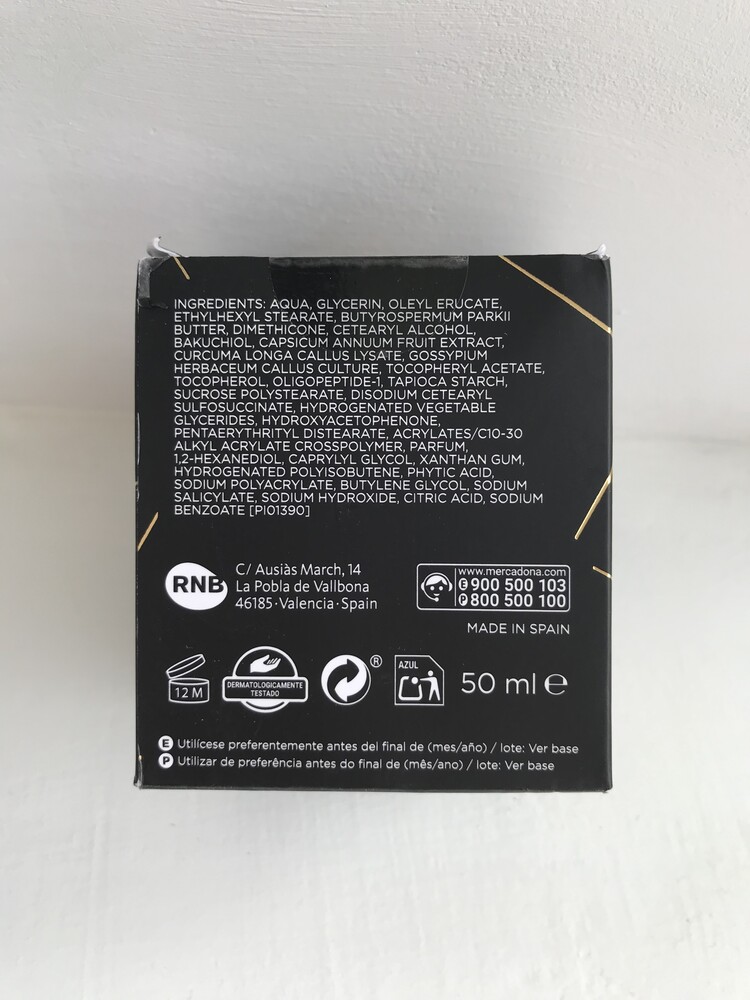 INGREDIENTS: AQUA, GLYCERIN, OLEYL ERUCATE,
ETHYLHEXYL STEARATE, BUTYROSPERMUM PARKII
BUTTER, DIMETHICONE, CETEARYL ALCOHOL,
BAKUCHIOL, CAPSICUM ANNUUM FRUIT EXTRACT,
CURCUMA LONGA CALLUS LYSATE, GOSSYPIUM
HERBACEUM CALLUS CULTURE, TOCOPHERYL ACETATE,
TOCOPHEROL, OLIGOPEPTIDE-1, TAPIOCA STARCH,
SUCROSE POLYSTEARATE, DISODIUM CETEARYL
SULFOSUCCINATE, HYDROGENATED VEGETABLE
GLYCERIDES, HYDROXYACETOPHENONE,
PENTAERYTHRITYL DISTEARATE, ACRYLATES/C10-30
ALKYL ACRYLATE CROSSPOLYMER, PARFUM,
1,2-HEXANEDIOL, CAPRYLYL GLYCOL, XANTHAN GUM,
HYDROGENATED POLYISOBUTENE, PHYTIC ACID,
SODIUM POLYACRYLATE, BUTYLENE GLYCOL, SODIUM
SALICYLATE, SODIUM HYDROXIDE, CITRIC ACID, SODIUM
BENZOATE [PI01390]
RNB
C/ Ausiàs March, 14
La Pobla de Vallbona
46185·Valencia·Spain
www.mercadona.com
E 900 500 103
P 800 500 100
MADE IN SPAIN
12 M
DERMATOLOGICAMENTE
TESTADO
®
AZUL
50 ml e
E Utilícese preferentemente antes del final de (mes/año) / lote: Ver base
P Utilizar de preferência antes do final de (mês/ano) / lote: Ver base